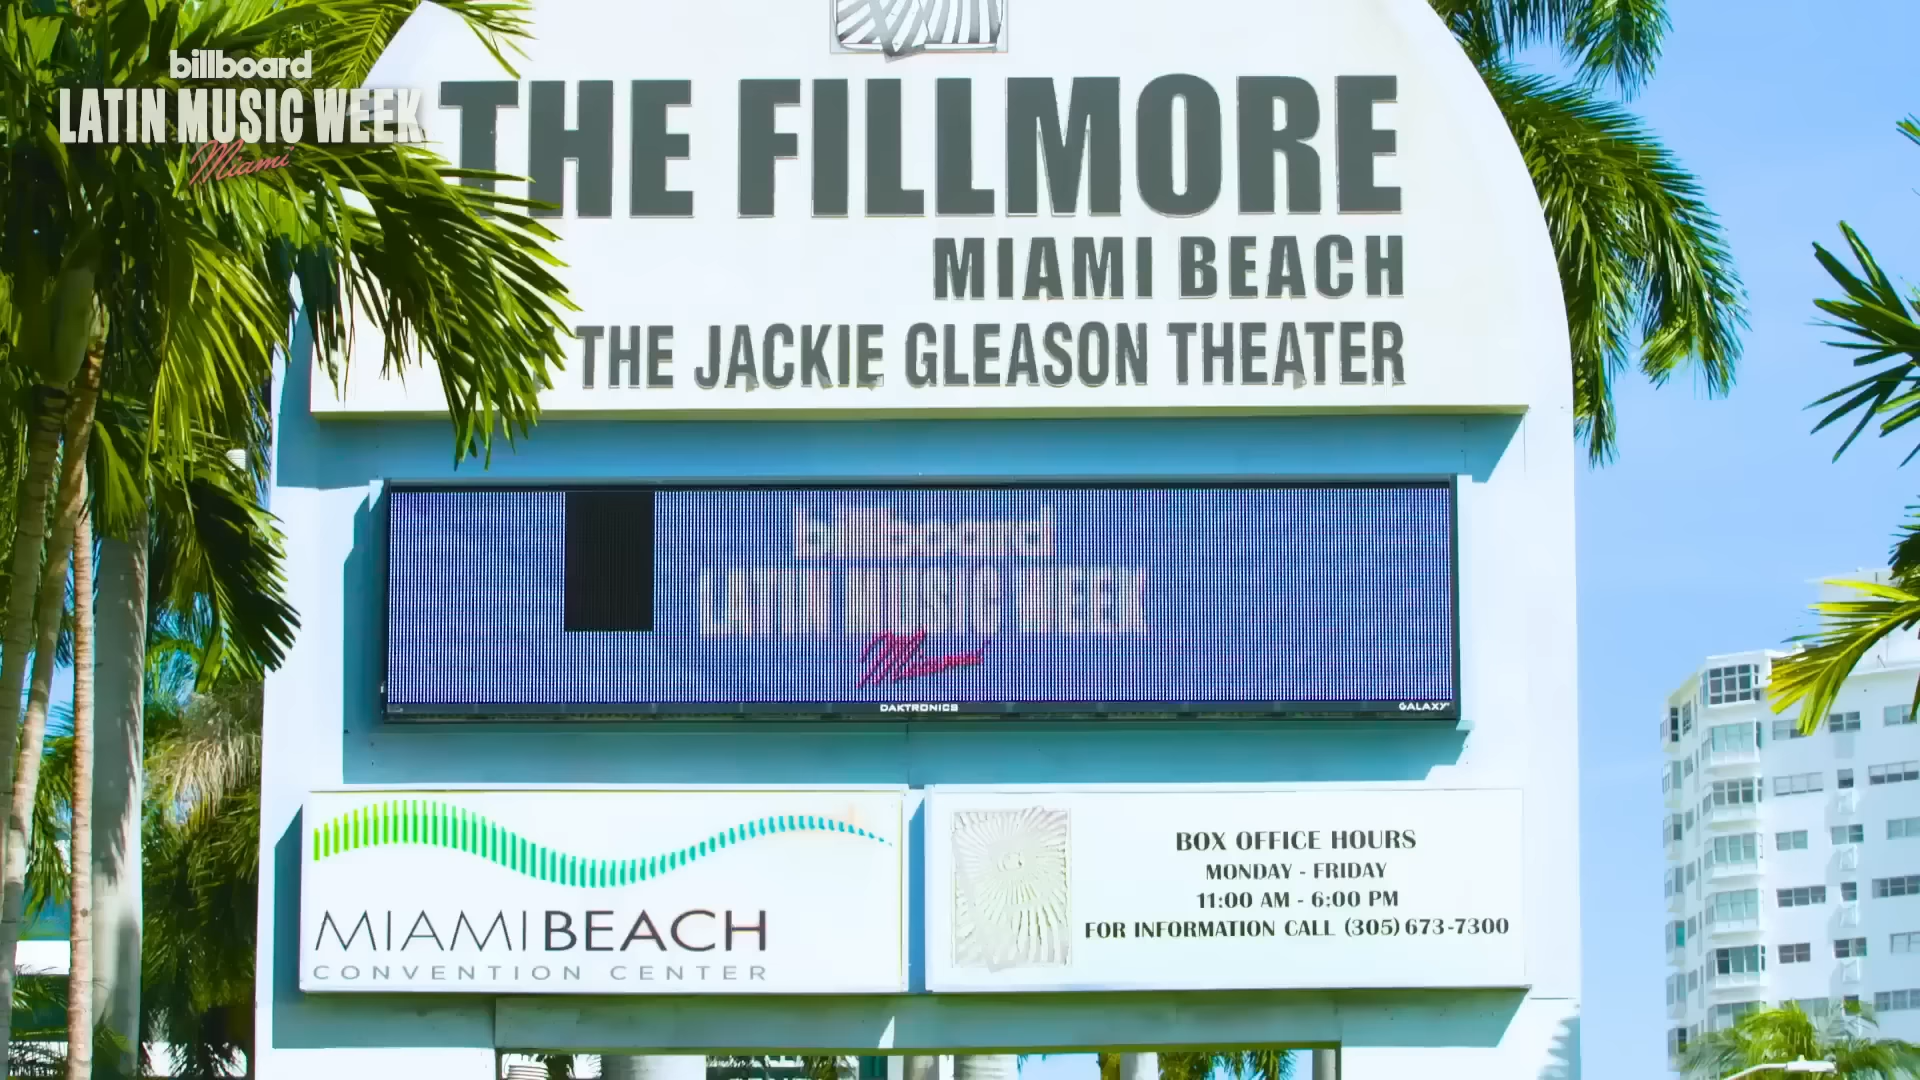 billboard
LATIN MUSIC WEEK
Miami
THE FILLMORE
MIAMI BEACH
THE JACKIE GLEASON THEATER
billboard
LATIN MUSIC WEEK
Miami
DAKTRONICS
GALAXY
MIAMIBEACH
CONVENTION CENTER
BOX OFFICE HOURS
MONDAY - FRIDAY
11:00 AM - 6:00 PM
FOR INFORMATION CALL (305) 673-7300